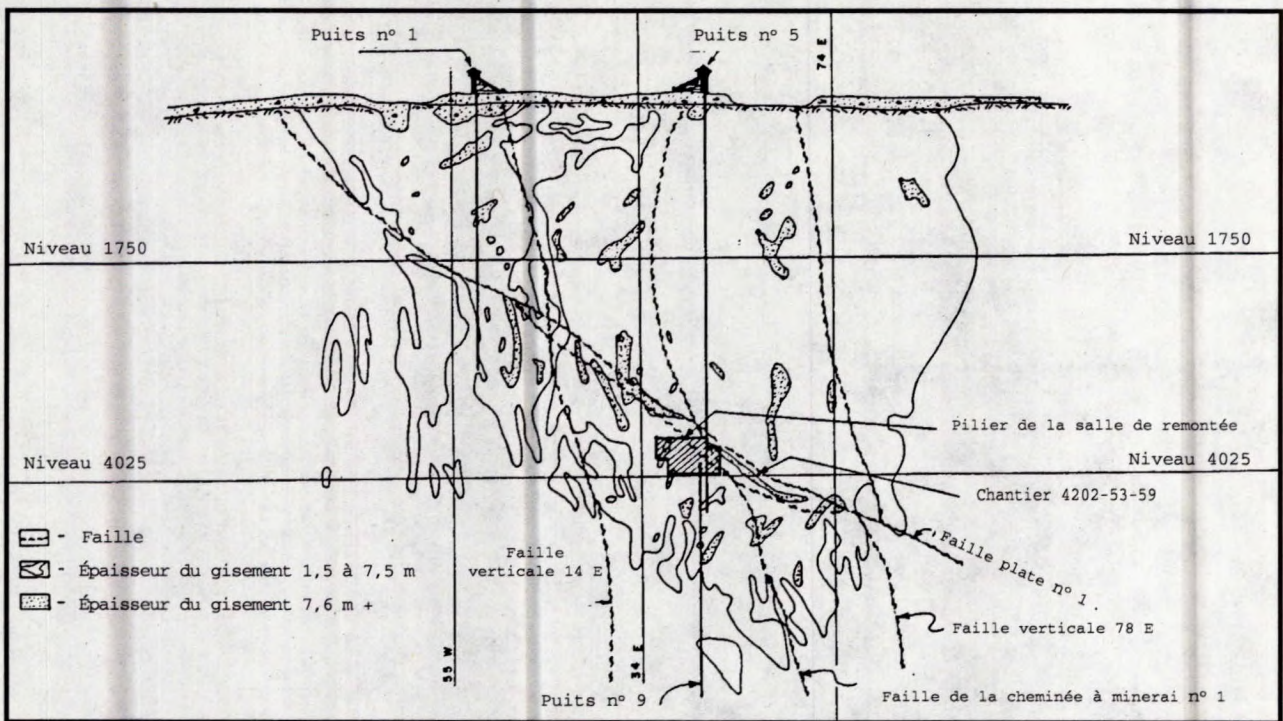 Puits nº 1
Puits nº 5
74 E
Niveau 1750
Niveau 1750
Pilier de la salle de remontée
Niveau 4025
Niveau 4025
Chantier 4202-53-59
- Faille
Faille plate nº 1.
- Épaisseur du gisement 1,5 à 7,5 m
Faille
verticale 14 E
- Épaisseur du gisement 7,6 m +
Faille verticale 78 E
55 W
34 E
Puits nº 9
Faille de la cheminée à minerai nº 1